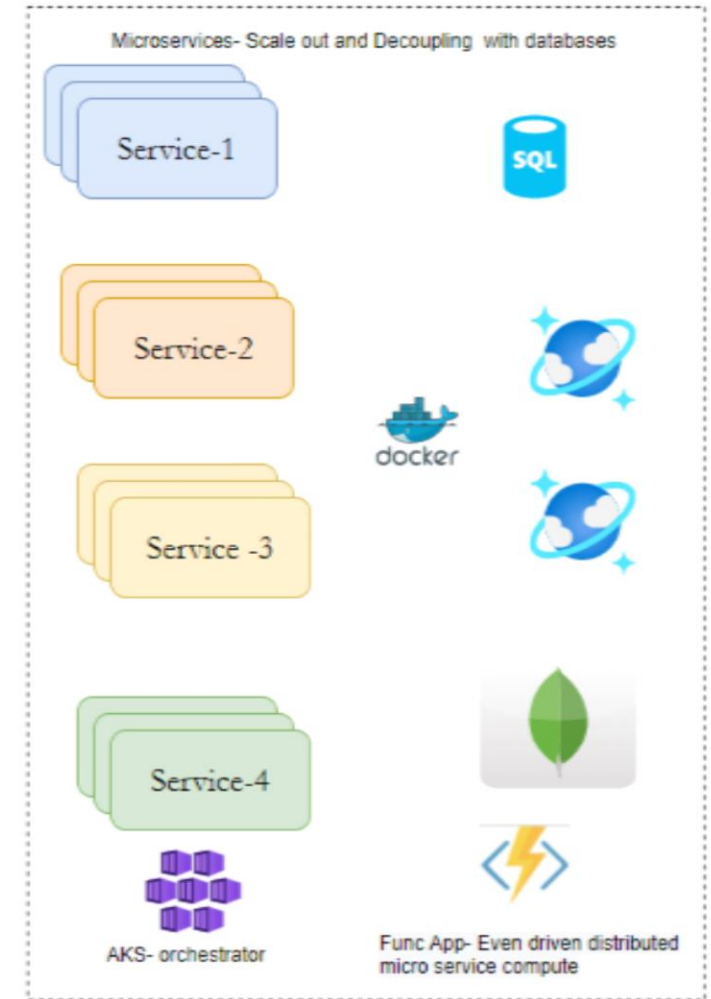 Microservices- Scale out and Decoupling with databases
Service-1
SQL
Service-2
docker
Service -3
Service-4
AKS- orchestrator
Func App- Even driven distributed
micro service compute